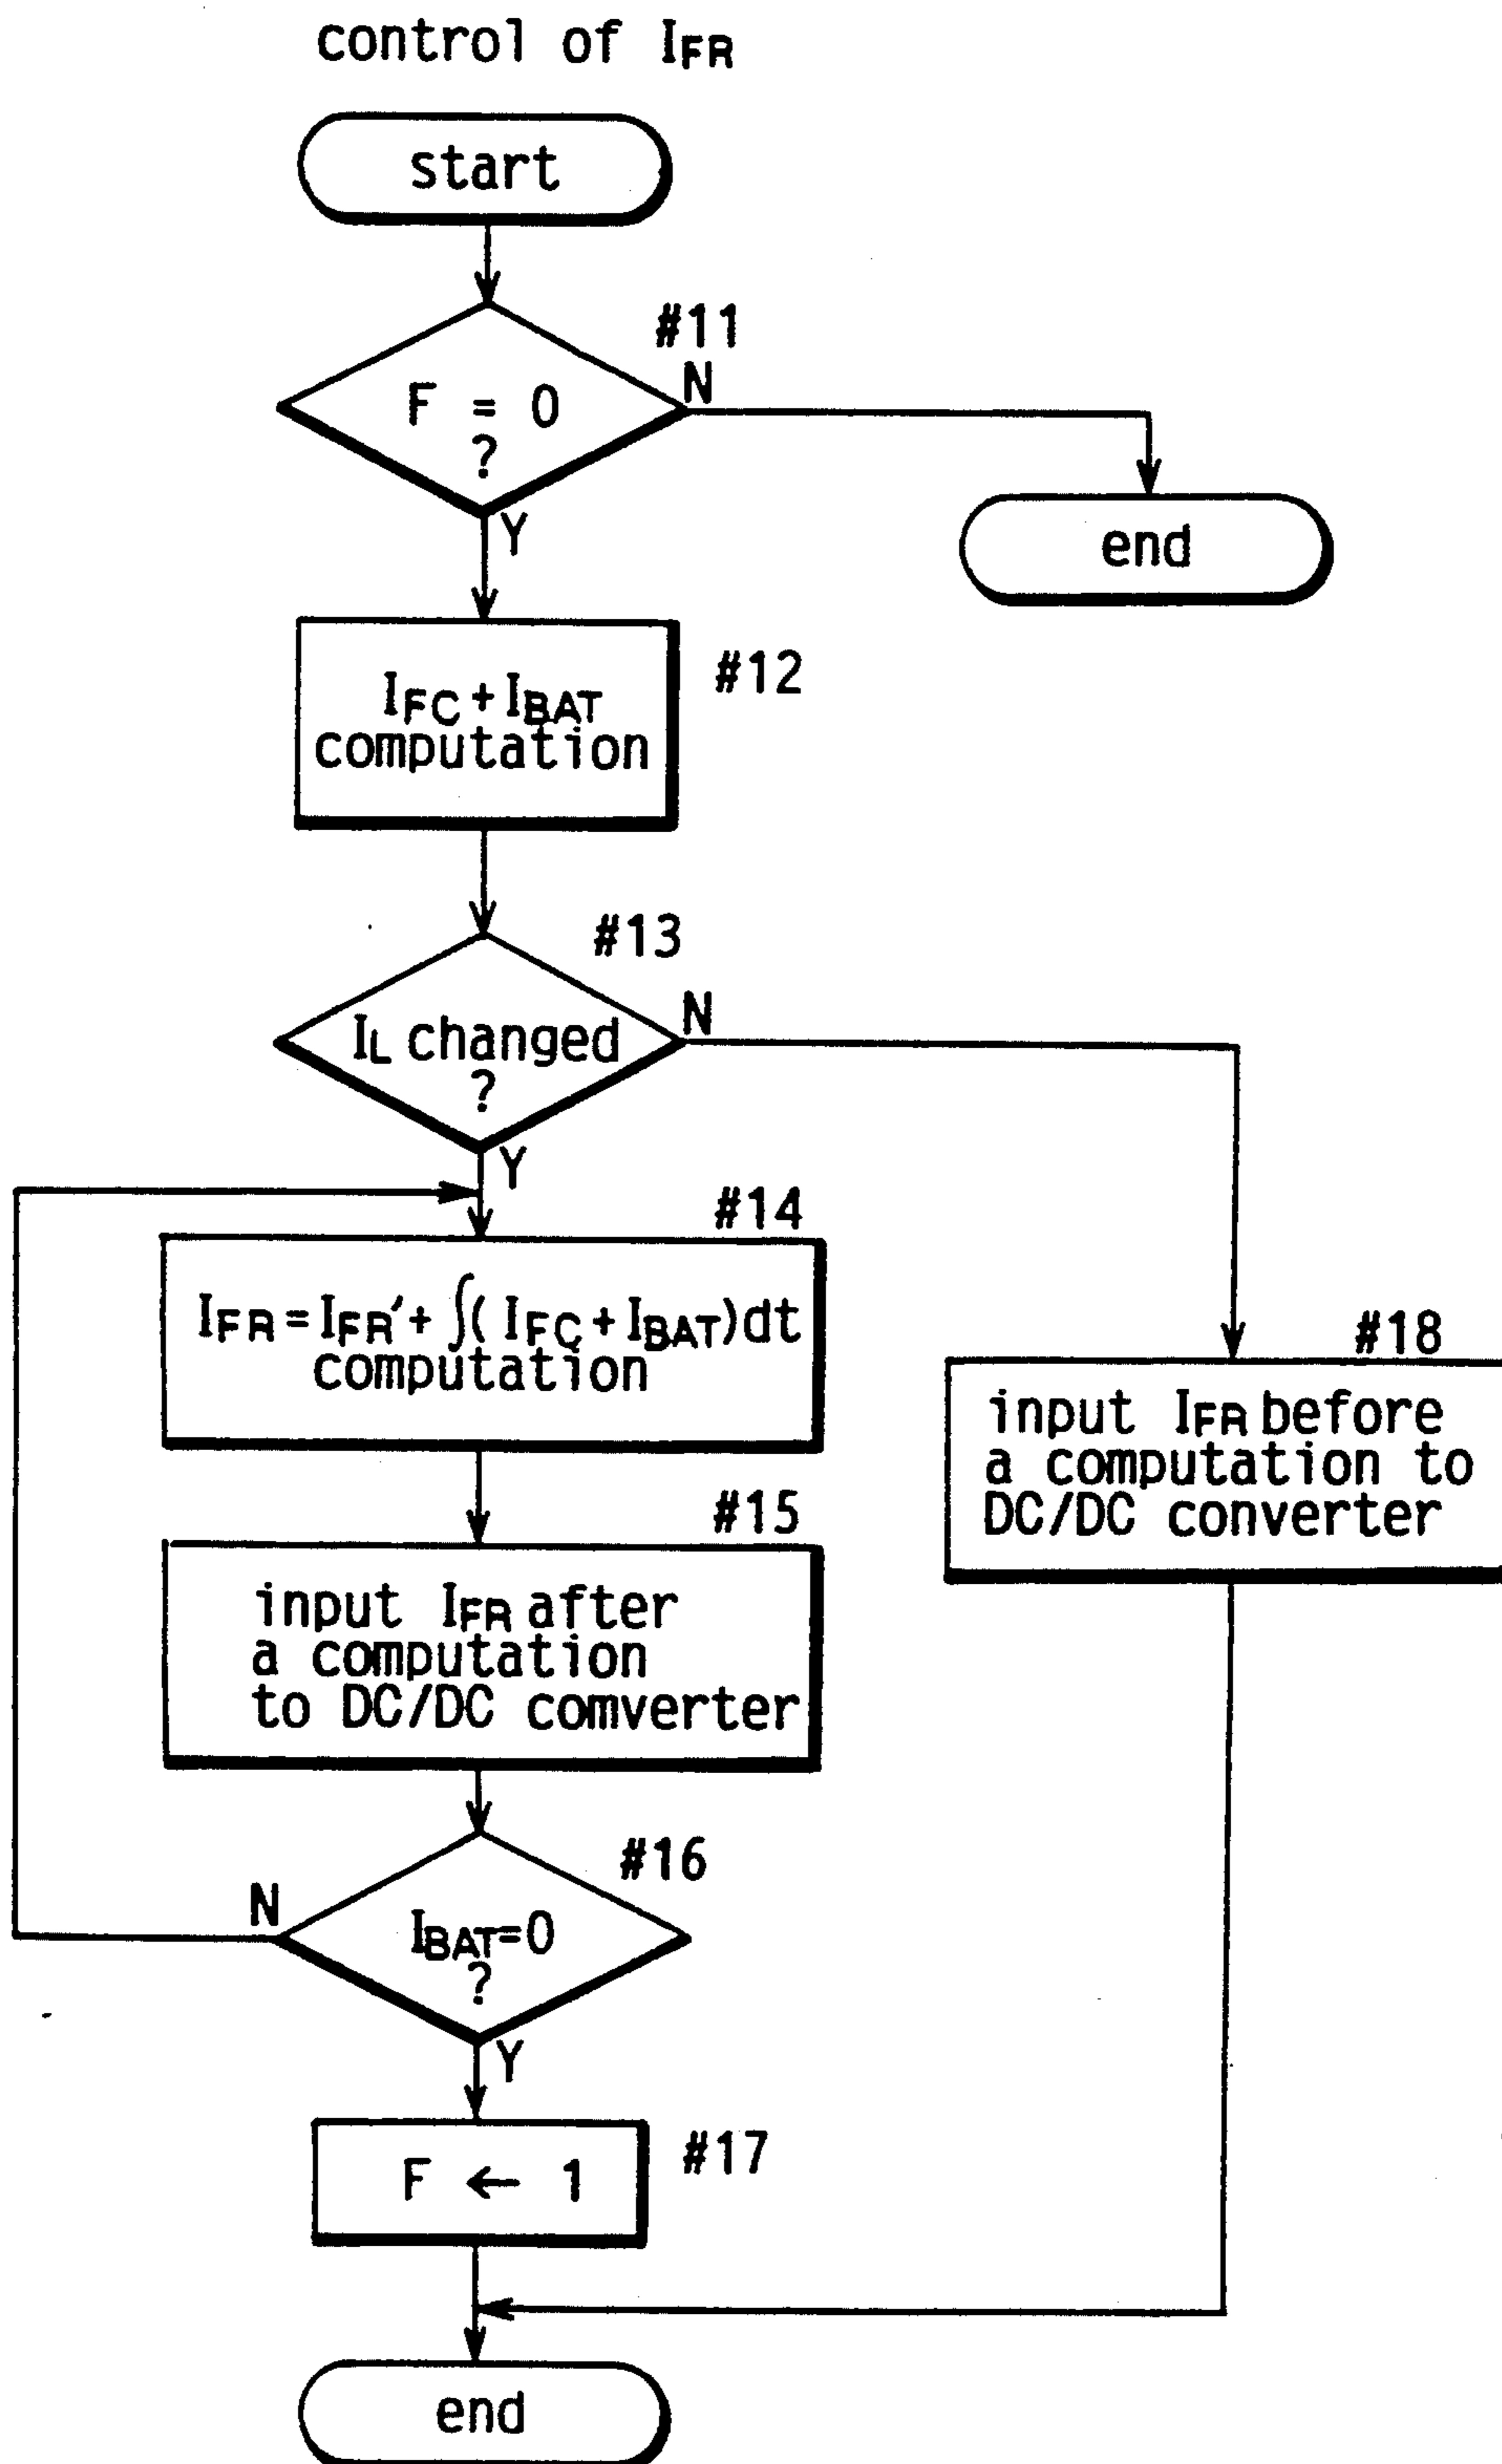 control of IFR
start
#11
N
F = 0
?
Y
end
#12
IFC + IBAT
computation
#13
N
IL changed
?
Y
#14
IFR = IFR' + ∫( IFC + IBAT)dt
computation
#18
input IFR before
a computation to
DC/DC converter
#15
input IFR after
a computation
to DC/DC comverter
#16
N
IBAT=0
?
Y
#17
F ← 1
end